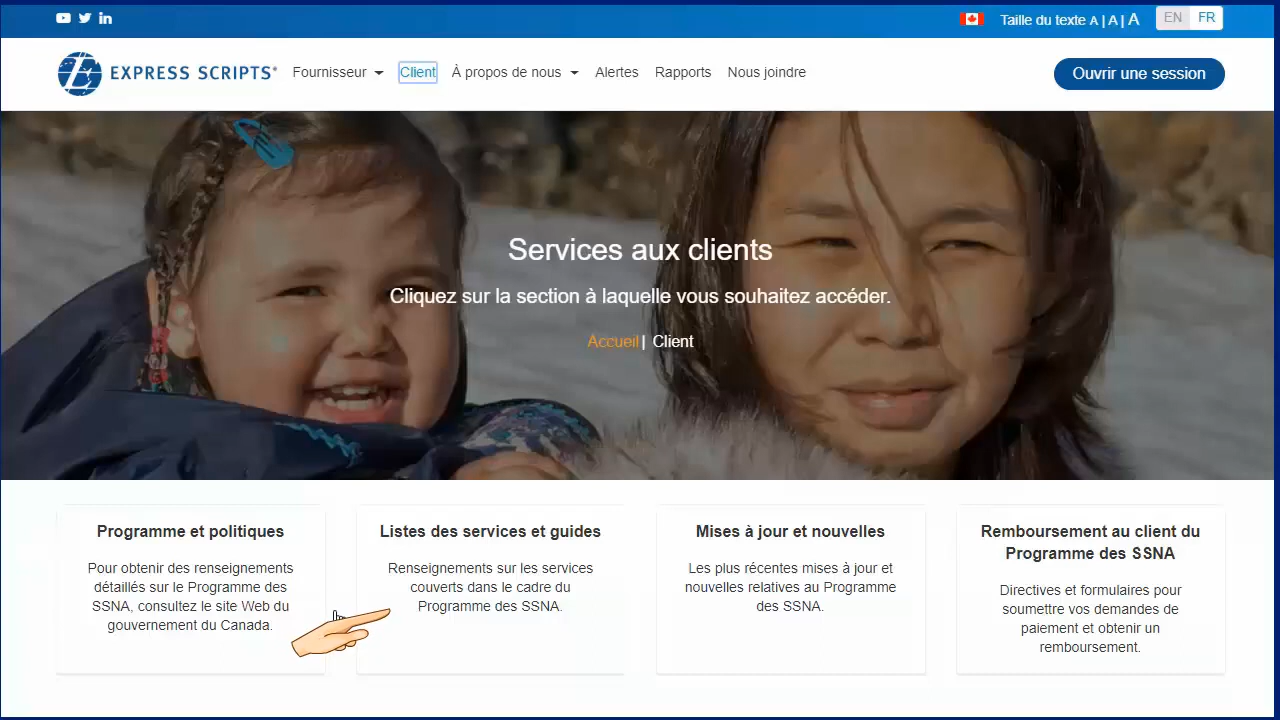 Taille du texte A | A | A EN FR
EXPRESS SCRIPTS® Fournisseur Client À propos de nous Alertes Rapports Nous joindre Ouvrir une session
Services aux clients
Cliquez sur la section à laquelle vous souhaitez accéder.
Accueil | Client
Programme et politiques
Pour obtenir des renseignements
détaillés sur le Programme des
SSNA, consultez le site Web du
gouvernement du Canada.
Listes des services et guides
Renseignements sur les services
couverts dans le cadre du
Programme des SSNA.
Mises à jour et nouvelles
Les plus récentes mises à jour et
nouvelles relatives au Programme
des SSNA.
Remboursement au client du
Programme des SSNA
Directives et formulaires pour
soumettre vos demandes de
paiement et obtenir un
remboursement.